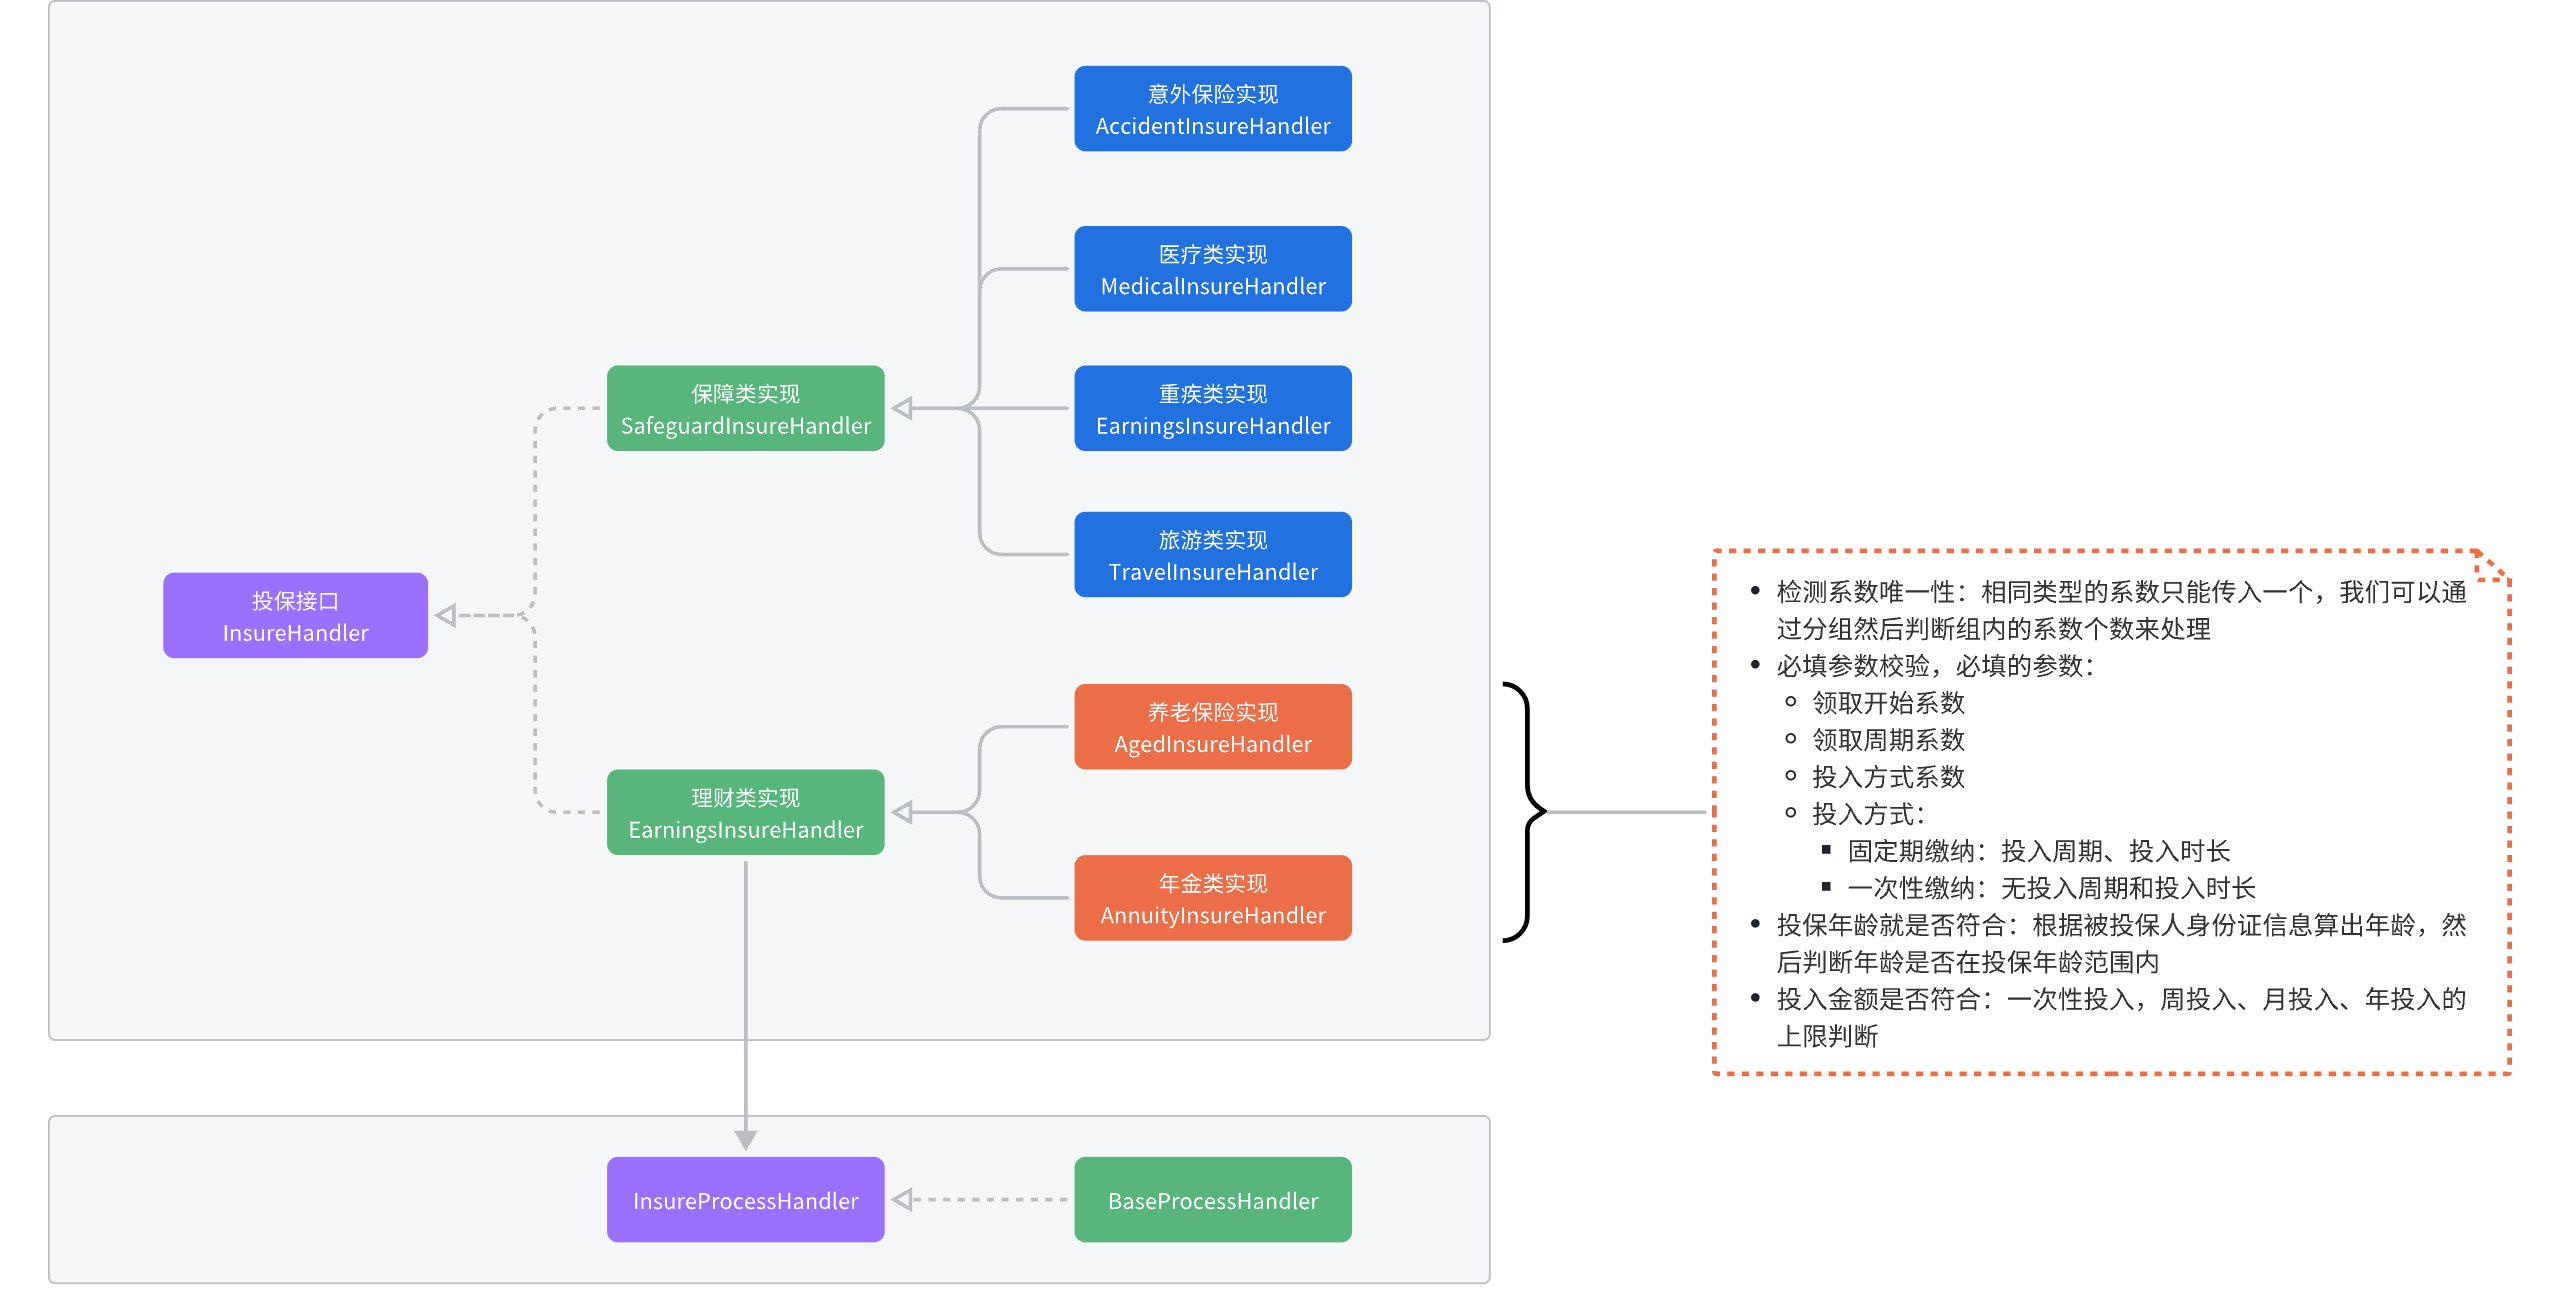 意外保险实现
AccidentInsureHandler
医疗类实现
MedicalInsureHandler
保障类实现
SafeguardInsureHandler
重疾类实现
EarningsInsureHandler
旅游类实现
TravelInsureHandler
投保接口
InsureHandler
养老保险实现
AgedInsureHandler
理财类实现
EarningsInsureHandler
年金类实现
AnnuityInsureHandler
InsureProcessHandler
BaseProcessHandler
• 检测系数唯一性：相同类型的系数只能传入一个，我们可以通
过分组然后判断组内的系数个数来处理
• 必填参数校验，必填的参数：
○ 领取开始系数
○ 领取周期系数
○ 投入方式系数
○ 投入方式：
▪ 固定期缴纳：投入周期、投入时长
▪ 一次性缴纳：无投入周期和投入时长
• 投保年龄就是否符合：根据被投保人身份证信息算出年龄，然
后判断年龄是否在投保年龄范围内
• 投入金额是否符合：一次性投入，周投入、月投入、年投入的
上限判断